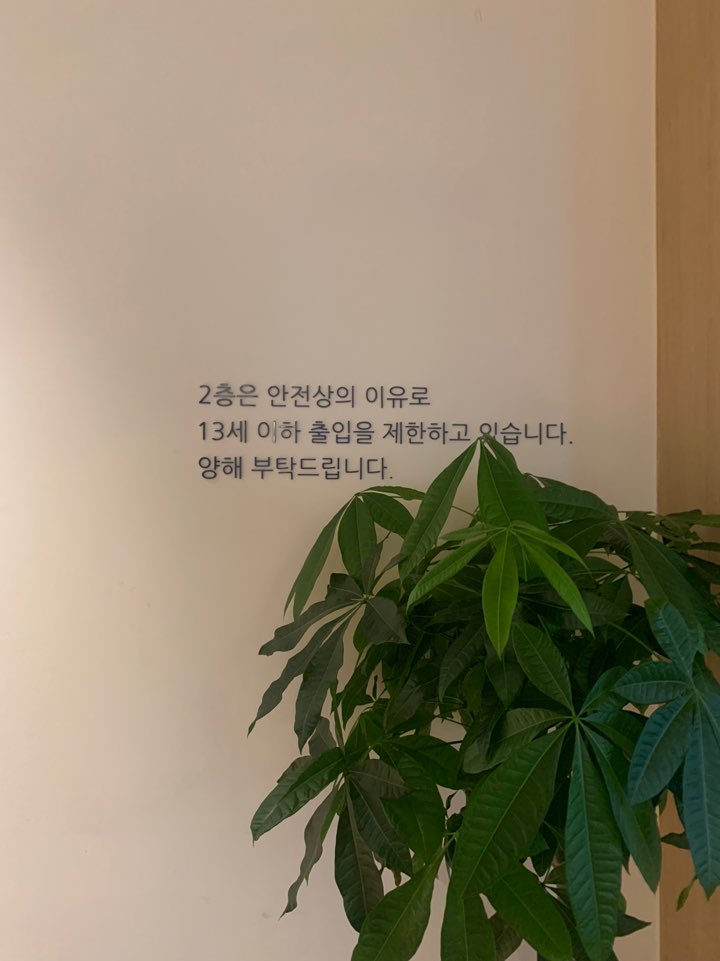 2층은 안전상의 이유로
13세 이하 출입을 제한하고 있습니다.
양해 부탁드립니다.